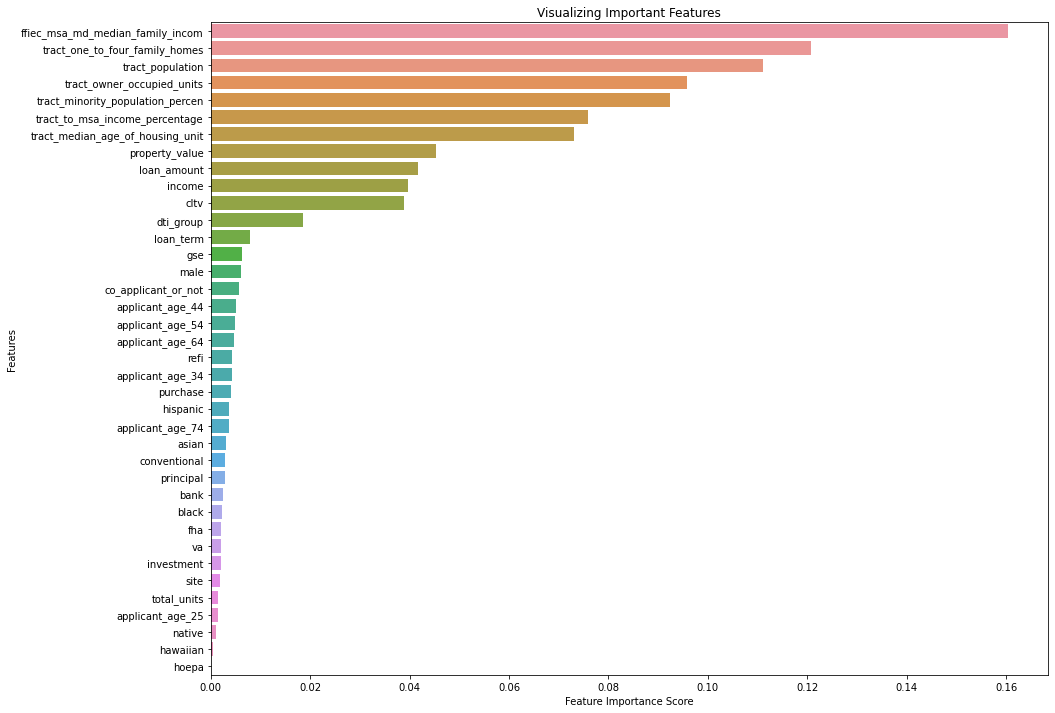 Visualizing Important Features
ffiec_msa_md_median_family_incom
tract_one_to_four_family_homes
tract_population
tract_owner_occupied_units
tract_minority_population_percen
tract_to_msa_income_percentage
tract_median_age_of_housing_unit
property_value
loan_amount
income
cltv
dti_group
loan_term
gse
male
co_applicant_or_not
applicant_age_44
applicant_age_54
applicant_age_64
refi
applicant_age_34
purchase
hispanic
applicant_age_74
asian
conventional
principal
bank
black
fha
va
investment
site
total_units
applicant_age_25
native
hawaiian
hoepa
Features
0.00 0.02 0.04 0.06 0.08 0.10 0.12 0.14 0.16
Feature Importance Score